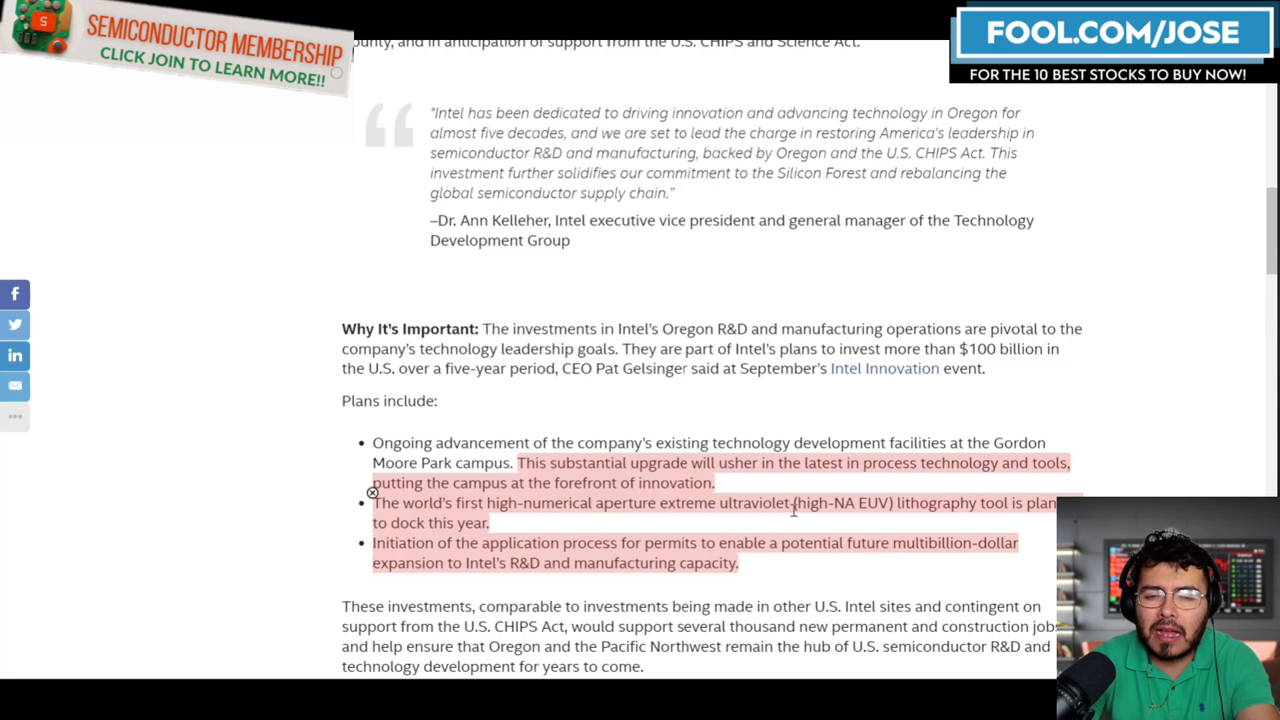 S
SEMICONDUCTOR MEMBERSHIP
CLICK JOIN TO LEARN MORE!!
FOOL.COM/JOSE
FOR THE 10 BEST STOCKS TO BUY NOW!
ounty, and in anticipation of support from the U.S. CHIPS and Science Act.
"Intel has been dedicated to driving innovation and advancing technology in Oregon for
almost five decades, and we are set to lead the charge in restoring America's leadership in
semiconductor R&D and manufacturing, backed by Oregon and the U.S. CHIPS Act. This
investment further solidifies our commitment to the Silicon Forest and rebalancing the
global semiconductor supply chain."
–Dr. Ann Kelleher, Intel executive vice president and general manager of the Technology
Development Group
Why It's Important: The investments in Intel's Oregon R&D and manufacturing operations are pivotal to the
company's technology leadership goals. They are part of Intel's plans to invest more than $100 billion in
the U.S. over a five-year period, CEO Pat Gelsinger said at September's Intel Innovation event.
Plans include:
• Ongoing advancement of the company's existing technology development facilities at the Gordon
Moore Park campus. This substantial upgrade will usher in the latest in process technology and tools,
putting the campus at the forefront of innovation.
• The world's first high-numerical aperture extreme ultraviolet (high-NA EUV) lithography tool is plan
to dock this year.
• Initiation of the application process for permits to enable a potential future multibillion-dollar
expansion to Intel's R&D and manufacturing capacity.
These investments, comparable to investments being made in other U.S. Intel sites and contingent on
support from the U.S. CHIPS Act, would support several thousand new permanent and construction job
and help ensure that Oregon and the Pacific Northwest remain the hub of U.S. semiconductor R&D and
technology development for years to come.